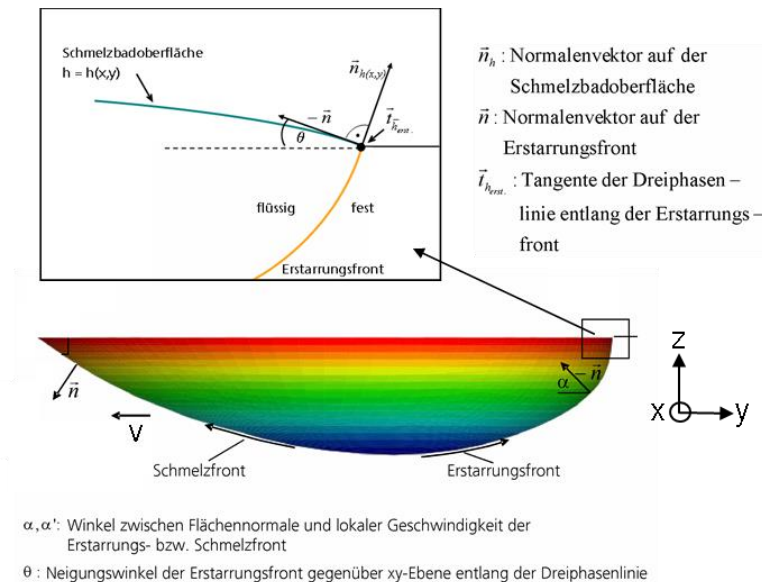 Schmelzbadoberfläche
h = h(x,y)
n⃗h(x,y)
−n⃗
t⃗h⃗erst.
θ
flüssig fest
Erstarrungsfront
n⃗h : Normalenvektor auf der
Schmelzbadoberfläche
n⃗ : Normalenvektor auf der
Erstarrungsfront
t⃗herst. : Tangente der Dreiphasen –
linie entlang der Erstarrungs –
front
n⃗
α
−n⃗
v
Schmelzfront
Erstarrungsfront
z
x
y
α,α': Winkel zwischen Flächennormale und lokaler Geschwindigkeit der
Erstarrungs- bzw. Schmelzfront
θ : Neigungswinkel der Erstarrungsfront gegenüber xy-Ebene entlang der Dreiphasenlinie